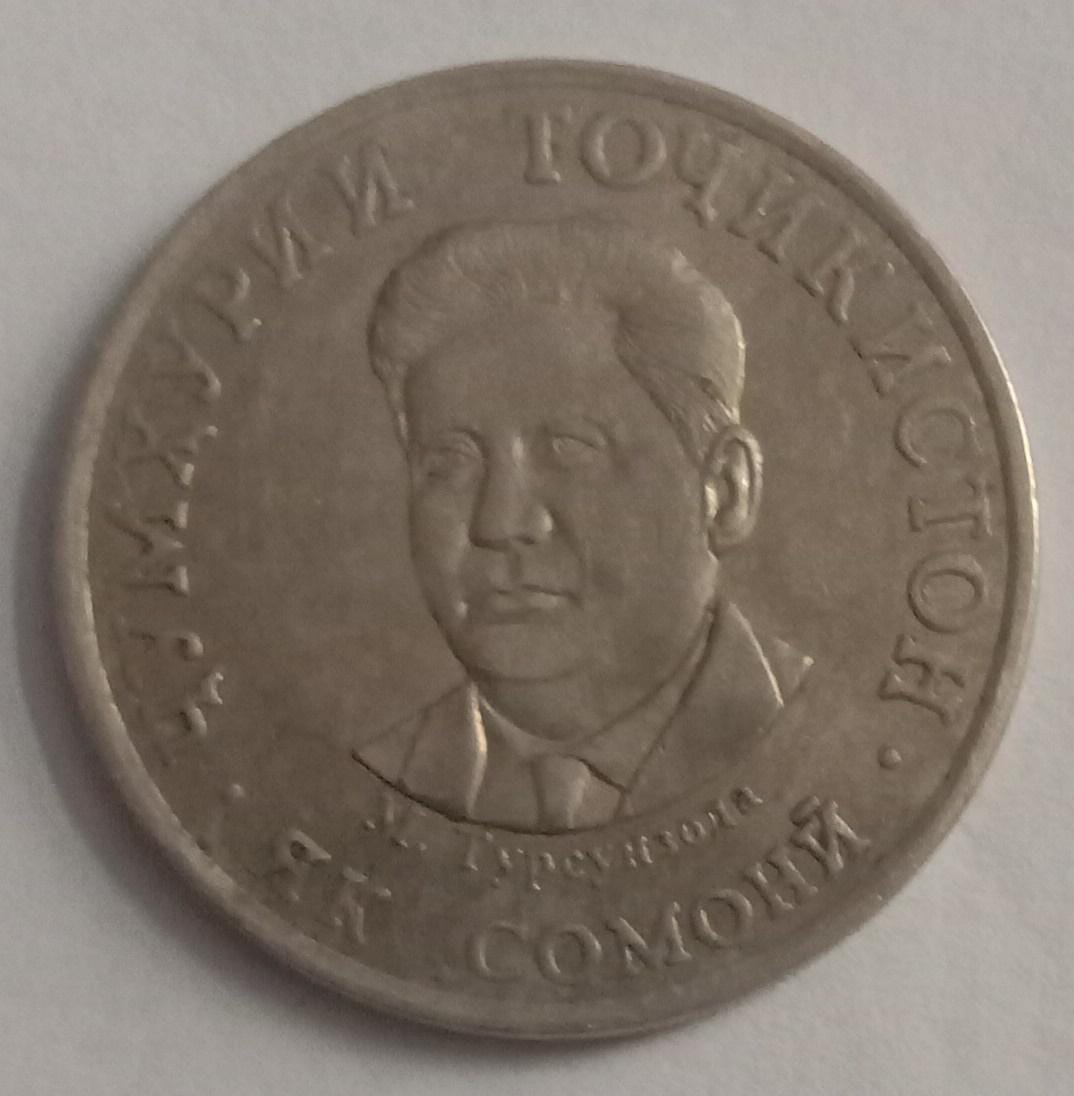 ҶУМҲУРИИ ТОҶИКИСТОН
М. Турсунзода
ЯК СОМОНӢ